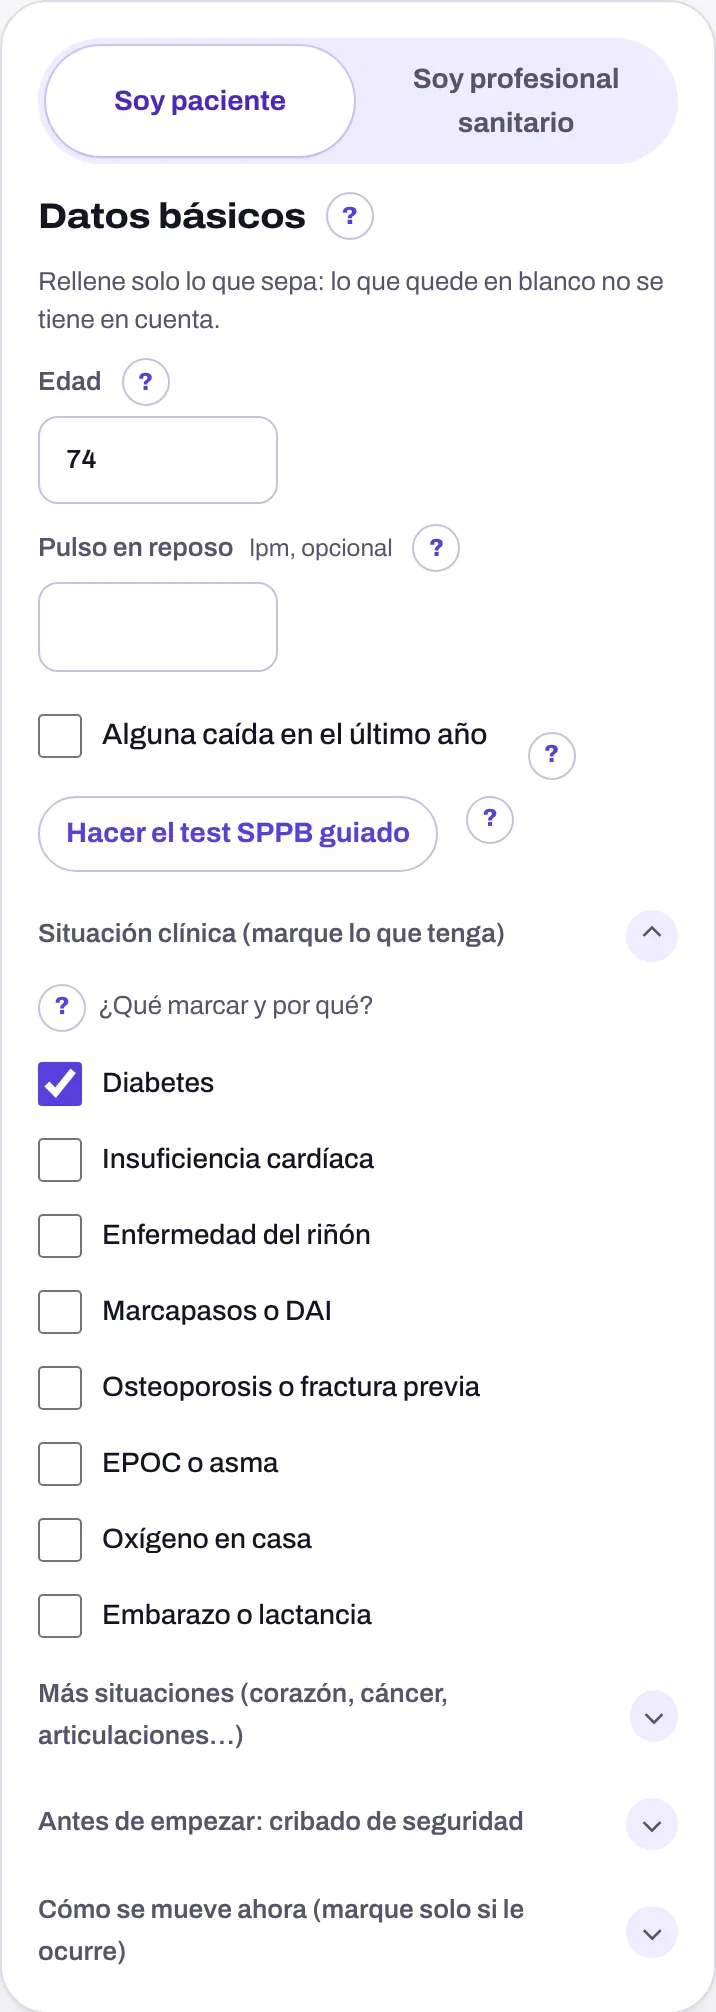 Soy paciente
Soy profesional
sanitario
Datos básicos ?
Rellene solo lo que sepa: lo que quede en blanco no se
tiene en cuenta.
Edad ?
74
Pulso en reposo lpm, opcional ?
Alguna caída en el último año ?
Hacer el test SPPB guiado ?
Situación clínica (marque lo que tenga)
? ¿Qué marcar y por qué?
Diabetes
Insuficiencia cardíaca
Enfermedad del riñón
Marcapasos o DAI
Osteoporosis o fractura previa
EPOC o asma
Oxígeno en casa
Embarazo o lactancia
Más situaciones (corazón, cáncer,
articulaciones...)
Antes de empezar: cribado de seguridad
Cómo se mueve ahora (marque solo si le
ocurre)